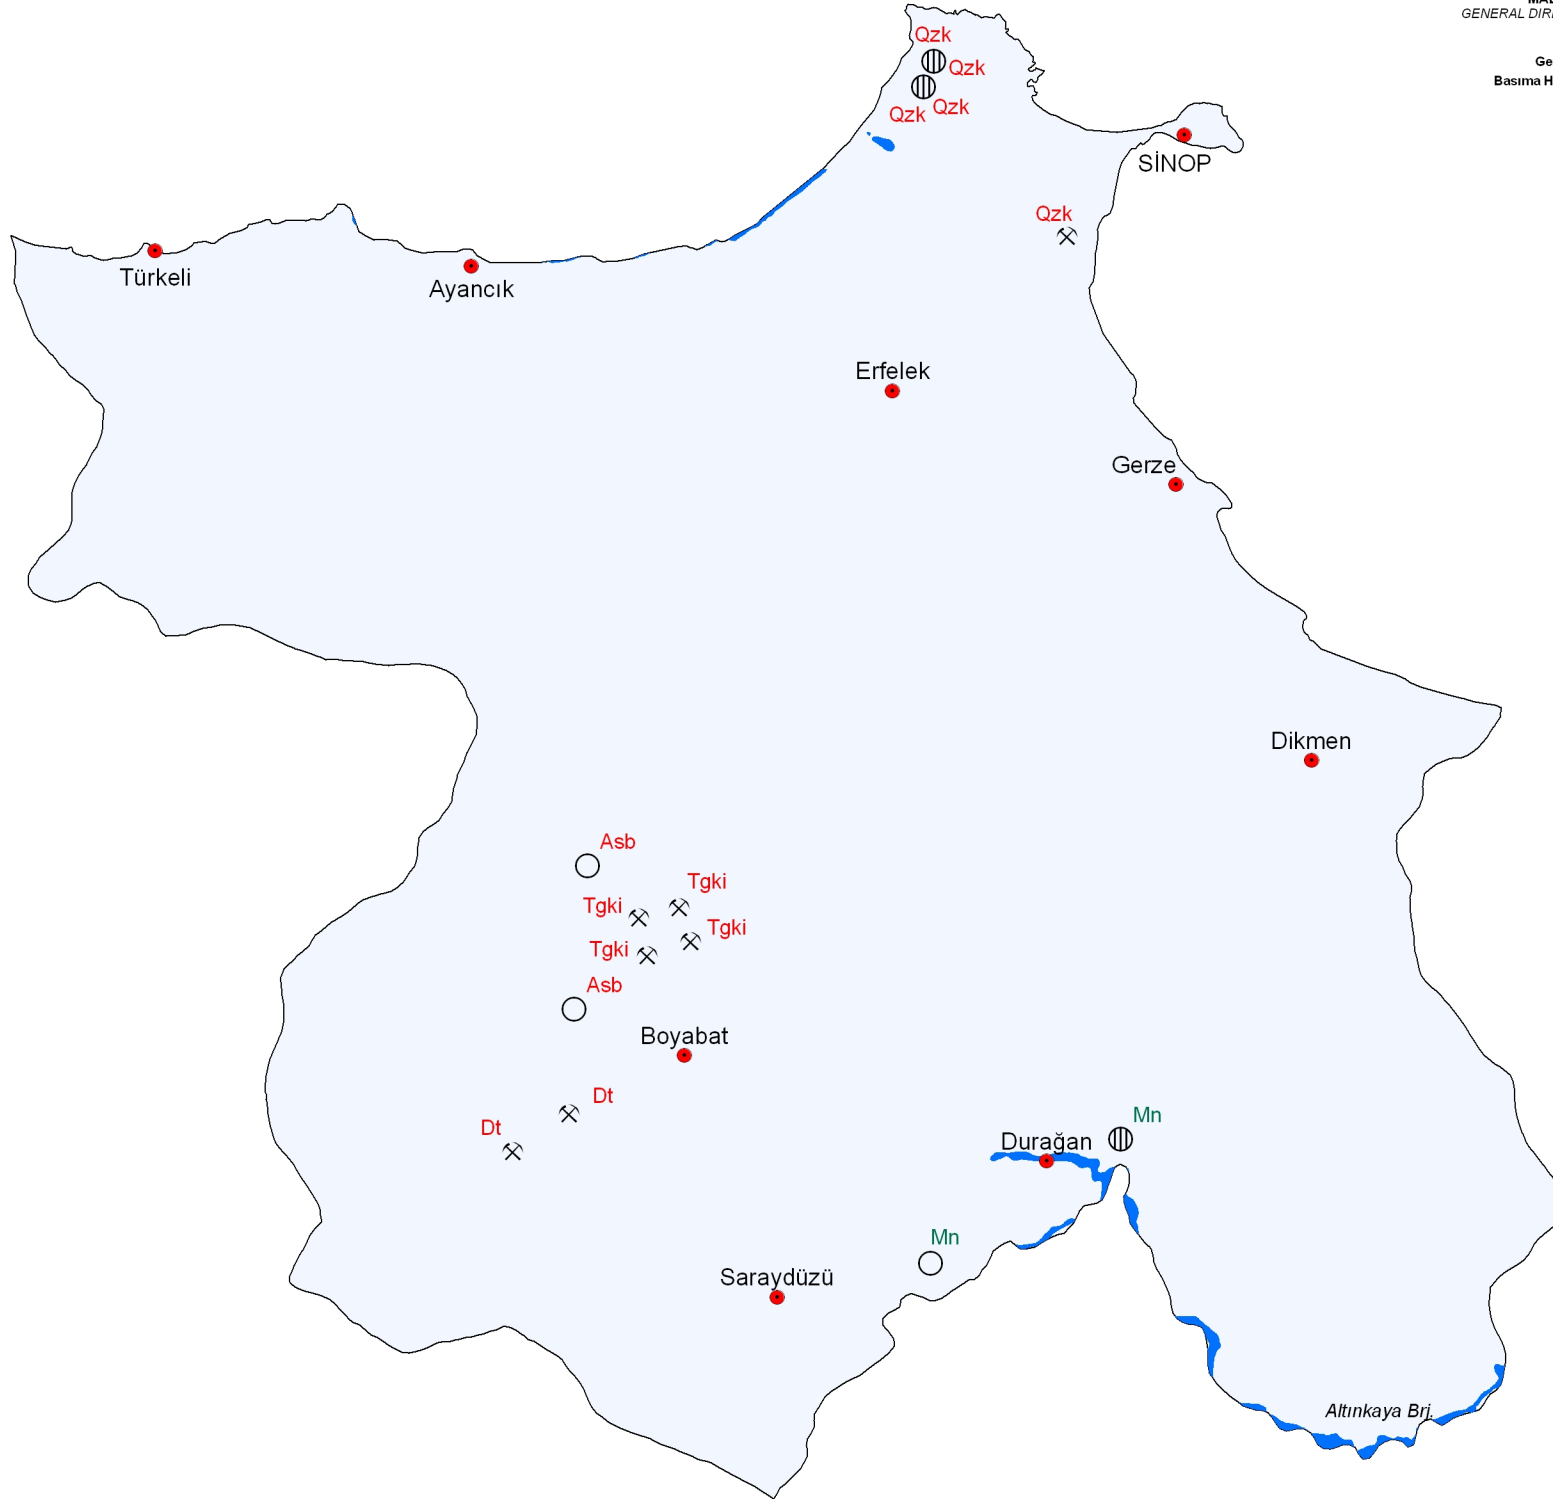 GENERAL DIR
Ge
Basıma H
Qzk
Qzk
Qzk
Qzk
SİNOP
Qzk
Türkeli
Ayancık
Erfelek
Gerze
Dikmen
Asb
Tgki
Tgki
Tgki
Tgki
Asb
Boyabat
Dt
Dt
Mn
Durağan
Mn
Saraydüzü
Altınkaya Brj.